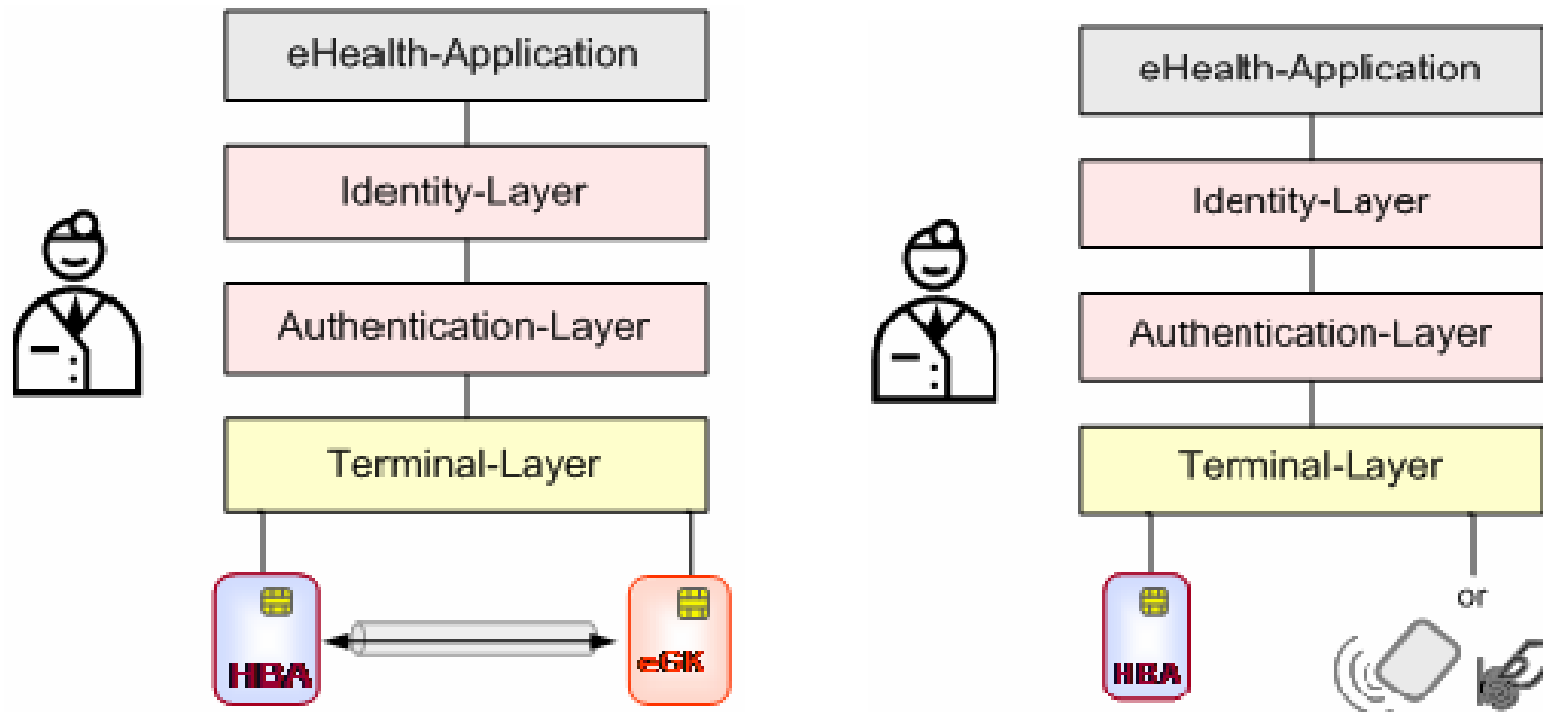 eHealth-Application
Identity-Layer
Authentication-Layer
Terminal-Layer
HBA
eGK
eHealth-Application
Identity-Layer
Authentication-Layer
Terminal-Layer
or
HBA